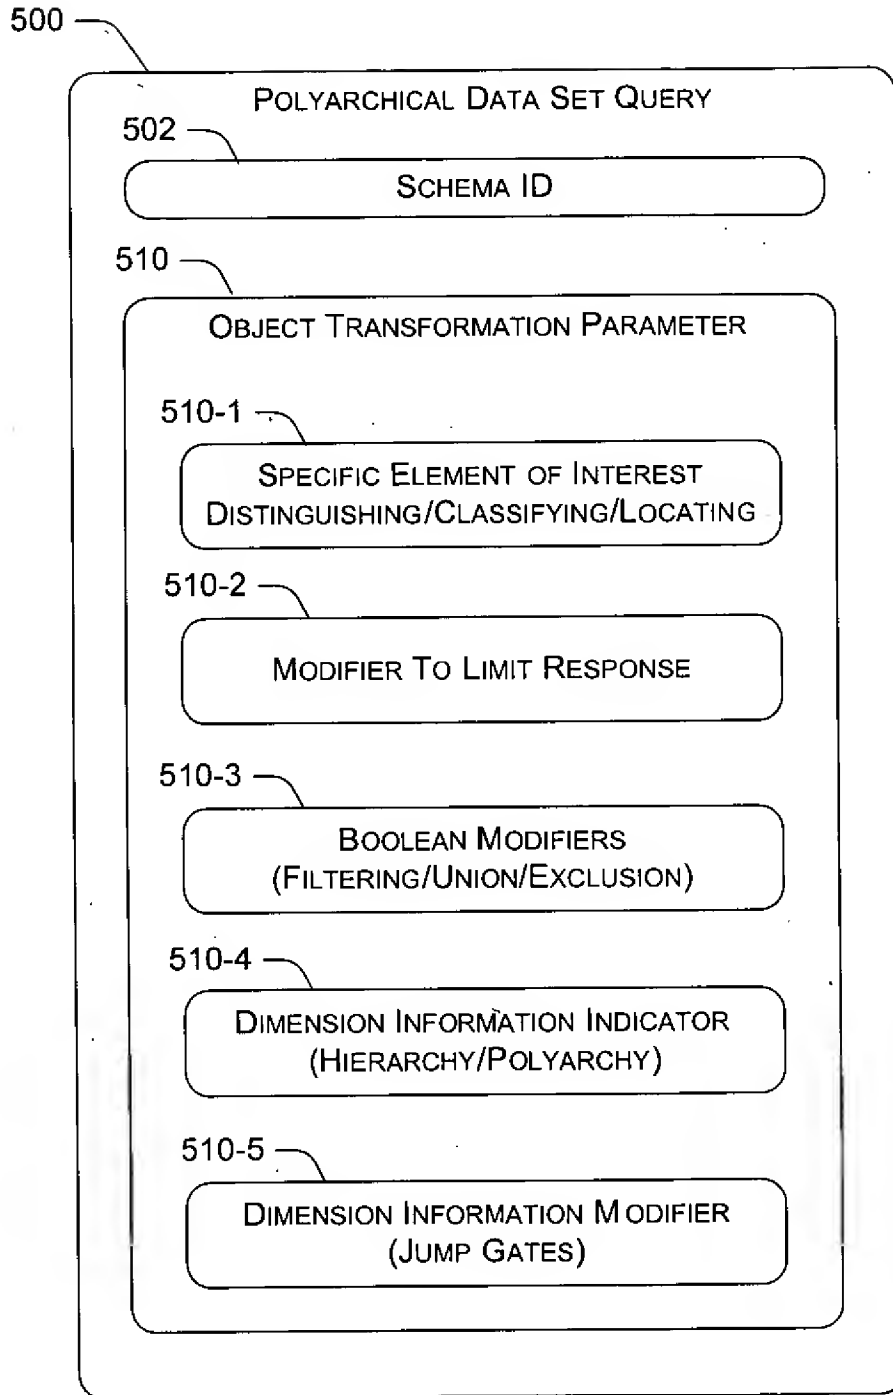 500
POLYARCHICAL DATA SET QUERY
502
SCHEMA ID
510
OBJECT TRANSFORMATION PARAMETER
510-1
SPECIFIC ELEMENT OF INTEREST
DISTINGUISHING/CLASSIFYING/LOCATING
510-2
MODIFIER TO LIMIT RESPONSE
510-3
BOOLEAN MODIFIERS
(FILTERING/UNION/EXCLUSION)
510-4
DIMENSION INFORMATION INDICATOR
(HIERARCHY/POLYARCHY)
510-5
DIMENSION INFORMATION MODIFIER
(JUMP GATES)